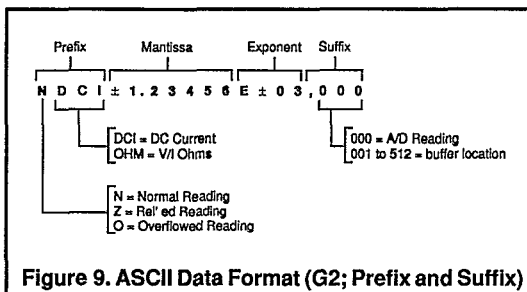 Prefix Mantissa Exponent Suffix
N D C I ± 1 . 2 3 4 5 6 E ± 0 3 , 0 0 0
DCI = DC Current
OHM = V/I Ohms
000 = A/D Reading
001 to 512 = buffer location
N = Normal Reading
Z = Rel' ed Reading
O = Overflowed Reading
Figure 9. ASCII Data Format (G2; Prefix and Suffix)